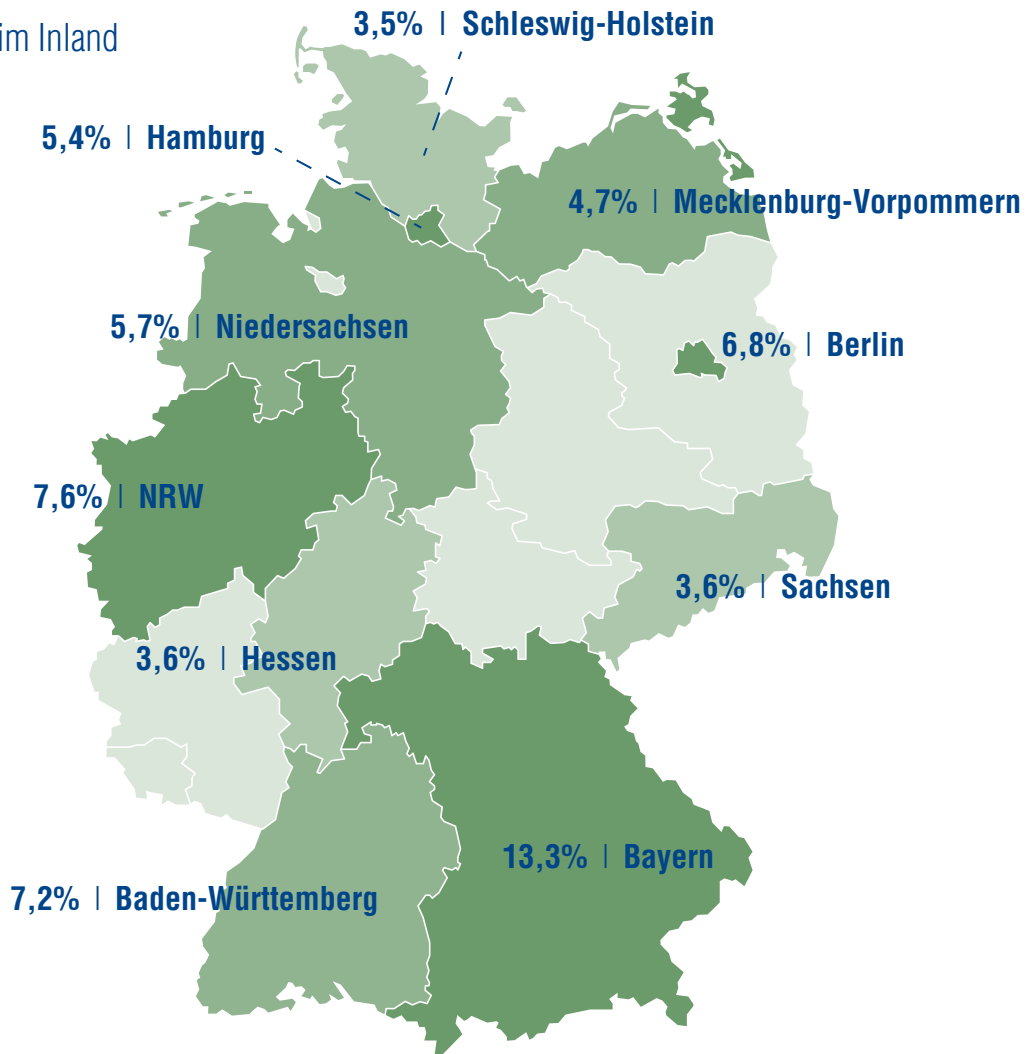 3,5% | Schleswig-Holstein
im Inland
5,4% | Hamburg
4,7% | Mecklenburg-Vorpommern
5,7% | Niedersachsen
6,8% | Berlin
7,6% | NRW
3,6% | Sachsen
3,6% | Hessen
13,3% | Bayern
7,2% | Baden-Württemberg